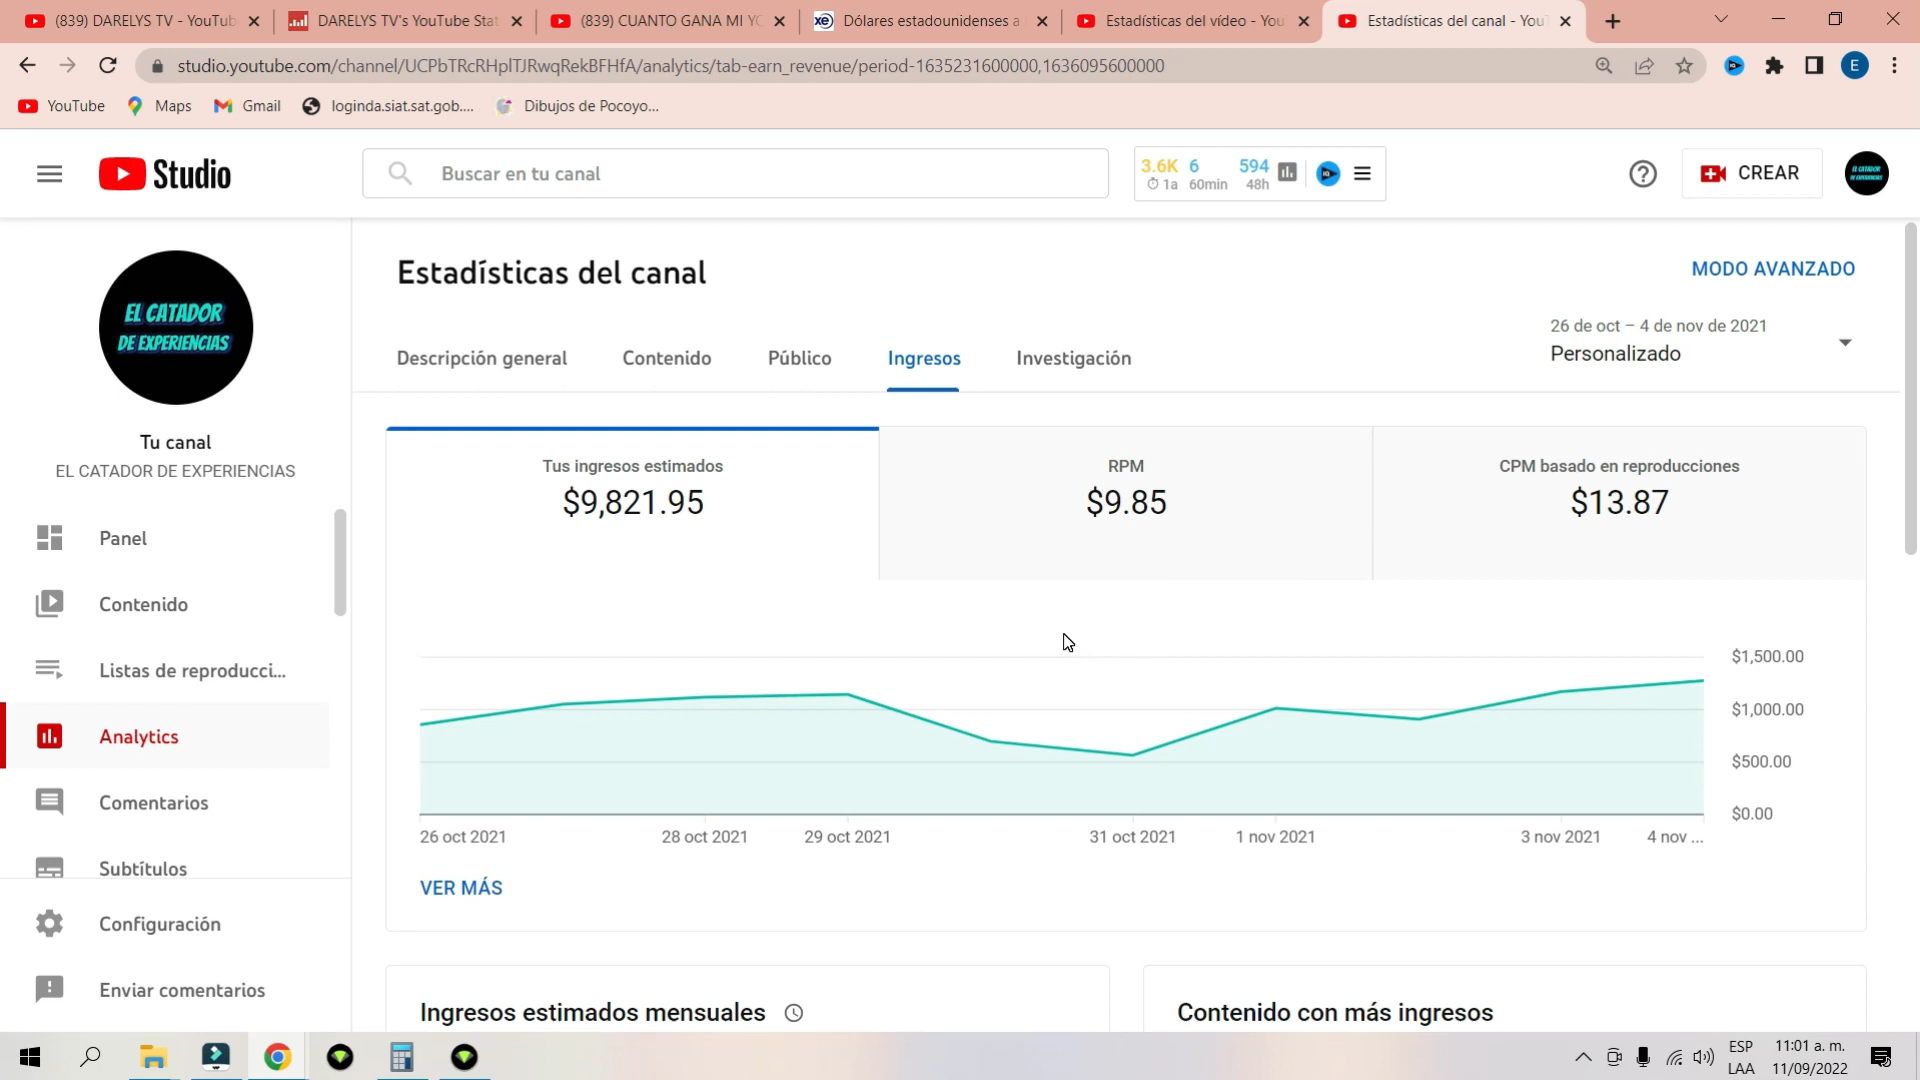 (839) DARELYS TV - YouTub
DARELYS TV's YouTube Stat
(839) CUANTO GANA MI YO
Dólares estadounidenses a
Estadísticas del vídeo - You
Estadísticas del canal - YouT
studio.youtube.com/channel/UCPbTRcRHplTJRwqRekBFHfA/analytics/tab-earn_revenue/period-1635231600000,1636095600000
E
YouTube
Maps
Gmail
loginda.siat.sat.gob....
Dibujos de Pocoyo...
Studio
Buscar en tu canal
3.6K 6 594
1a 60min 48h
CREAR
EL CATADOR
DE EXPERIENCIAS
Tu canal
EL CATADOR DE EXPERIENCIAS
Panel
Contenido
Listas de reproducci...
Analytics
Comentarios
Subtítulos
Configuración
Enviar comentarios
Estadísticas del canal
MODO AVANZADO
Descripción general
Contenido
Público
Ingresos
Investigación
26 de oct – 4 de nov de 2021
Personalizado
Tus ingresos estimados
$9,821.95
RPM
$9.85
CPM basado en reproducciones
$13.87
$1,500.00
$1,000.00
$500.00
$0.00
26 oct 2021
28 oct 2021
29 oct 2021
31 oct 2021
1 nov 2021
3 nov 2021
4 nov ...
VER MÁS
Ingresos estimados mensuales
Contenido con más ingresos
ESP
LAA
11:01 a. m.
11/09/2022